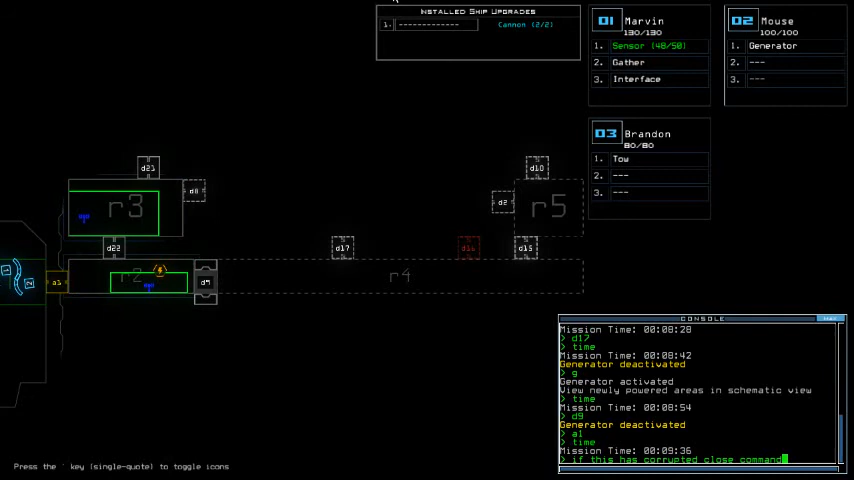 INSTALLED SHIP UPGRADES
1. ------------- Cannon (2/2)
01 Marvin
130/130
1. Sensor (48/50)
2. Gather
3. Interface
02 Mouse
100/100
1. Generator
2. ---
3. ---
03 Brandon
80/80
1. Tow
2. ---
3. ---
d21
d8
r3
d22
r2
a1
d9
1
2
d17
r4
d16
d15
d10
d2
r5
CONSOLE
Mission Time: 00:08:28
> d17
> time
Mission Time: 00:08:42
Generator deactivated
> g
Generator activated
View newly powered areas in schematic view
> time
Mission Time: 00:08:54
> d9
Generator deactivated
> a1
> time
Mission Time: 00:09:36
> if this has corrupted close command
Press the ' key (single-quote) to toggle icons